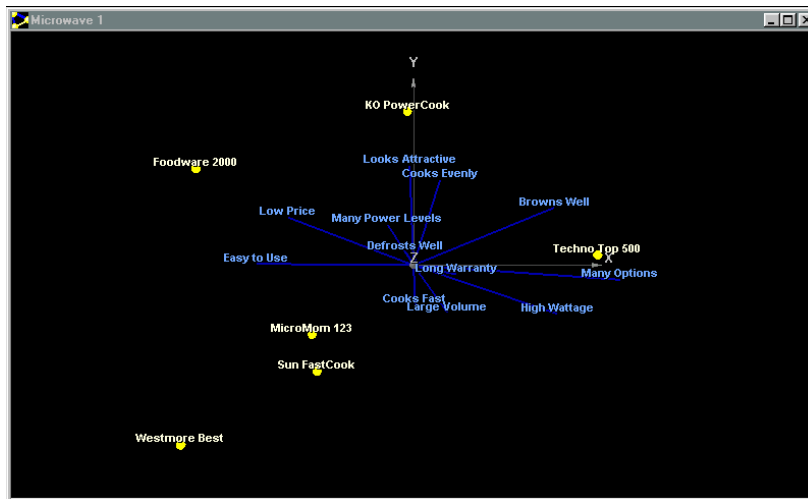 Microwave 1
Y
KO PowerCook
Looks Attractive
Foodware 2000
Cooks Evenly
Browns Well
Low Price
Many Power Levels
Defrosts Well
Techno Top 500
Easy to Use
Z
X
Long Warranty
Many Options
Cooks Fast
Large Volume
High Wattage
MicroMom 123
Sun FastCook
Westmore Best